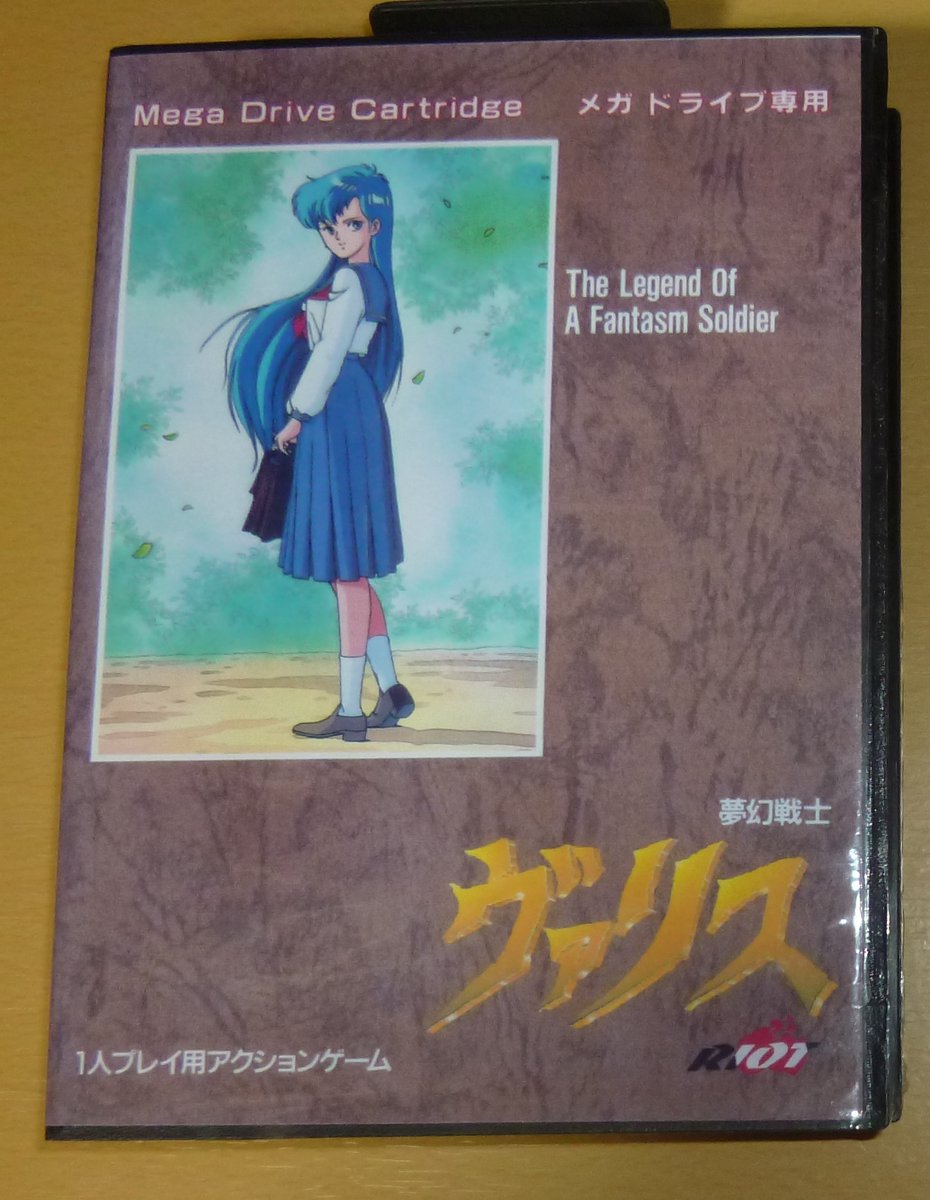 Mega Drive Cartridge メガドライブ専用
The Legend Of
A Fantasm Soldier
夢幻戦士
ヴァリス
RIOT
1人プレイ用アクションゲーム